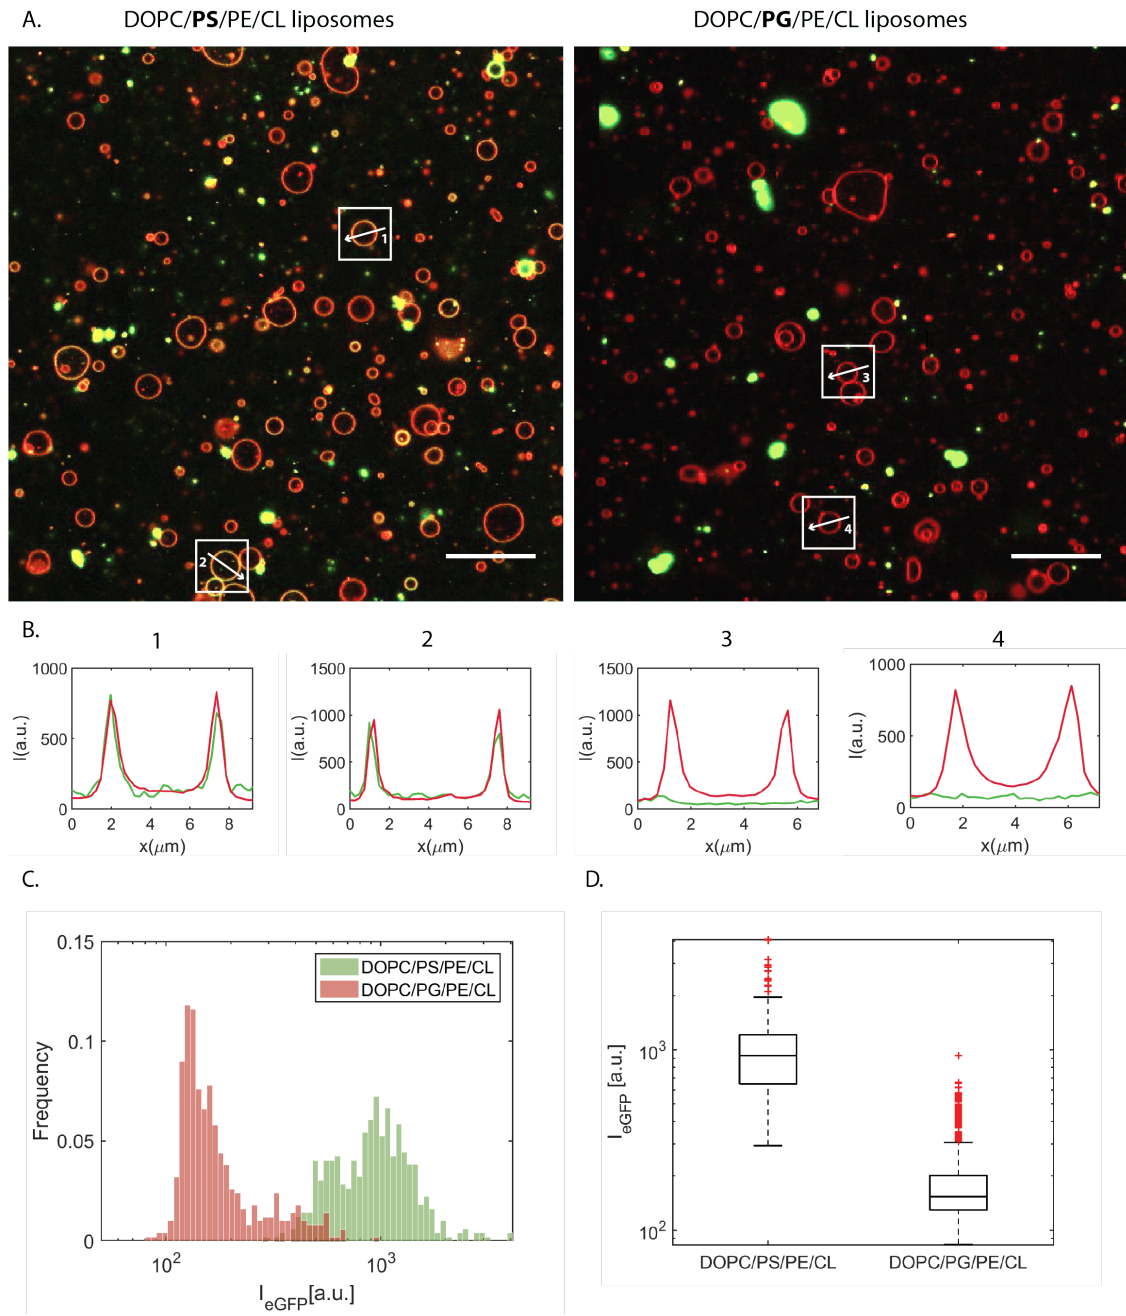 A.
DOPC/PS/PE/CL liposomes
DOPC/PG/PE/CL liposomes
1
2
3
4
B.
1
2
3
4
1000
500
0
I(a.u.)
0 2 4 6 8
x(μm)
1500
1000
500
0
I(a.u.)
0 2 4 6 8
x(μm)
1500
1000
500
0
I(a.u.)
0 2 4 6
x(μm)
1000
500
0
I(a.u.)
0 2 4 6
x(μm)
C.
D.
0.15
0.1
0.05
0
Frequency
DOPC/PS/PE/CL
DOPC/PG/PE/CL
10² 10³
I_eGFP[a.u.]
10³
10²
I_eGFP [a.u.]
DOPC/PS/PE/CL DOPC/PG/PE/CL